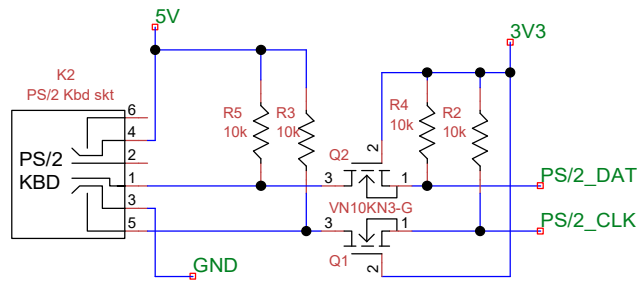 5V
3V3
K2
PS/2 Kbd skt
6
4
2
1
3
5
PS/2
KBD
R5
10k
R3
10k
R4
10k
R2
10k
Q2
2
3
1
PS/2_DAT
VN10KN3-G
3
1
PS/2_CLK
Q1
2
GND